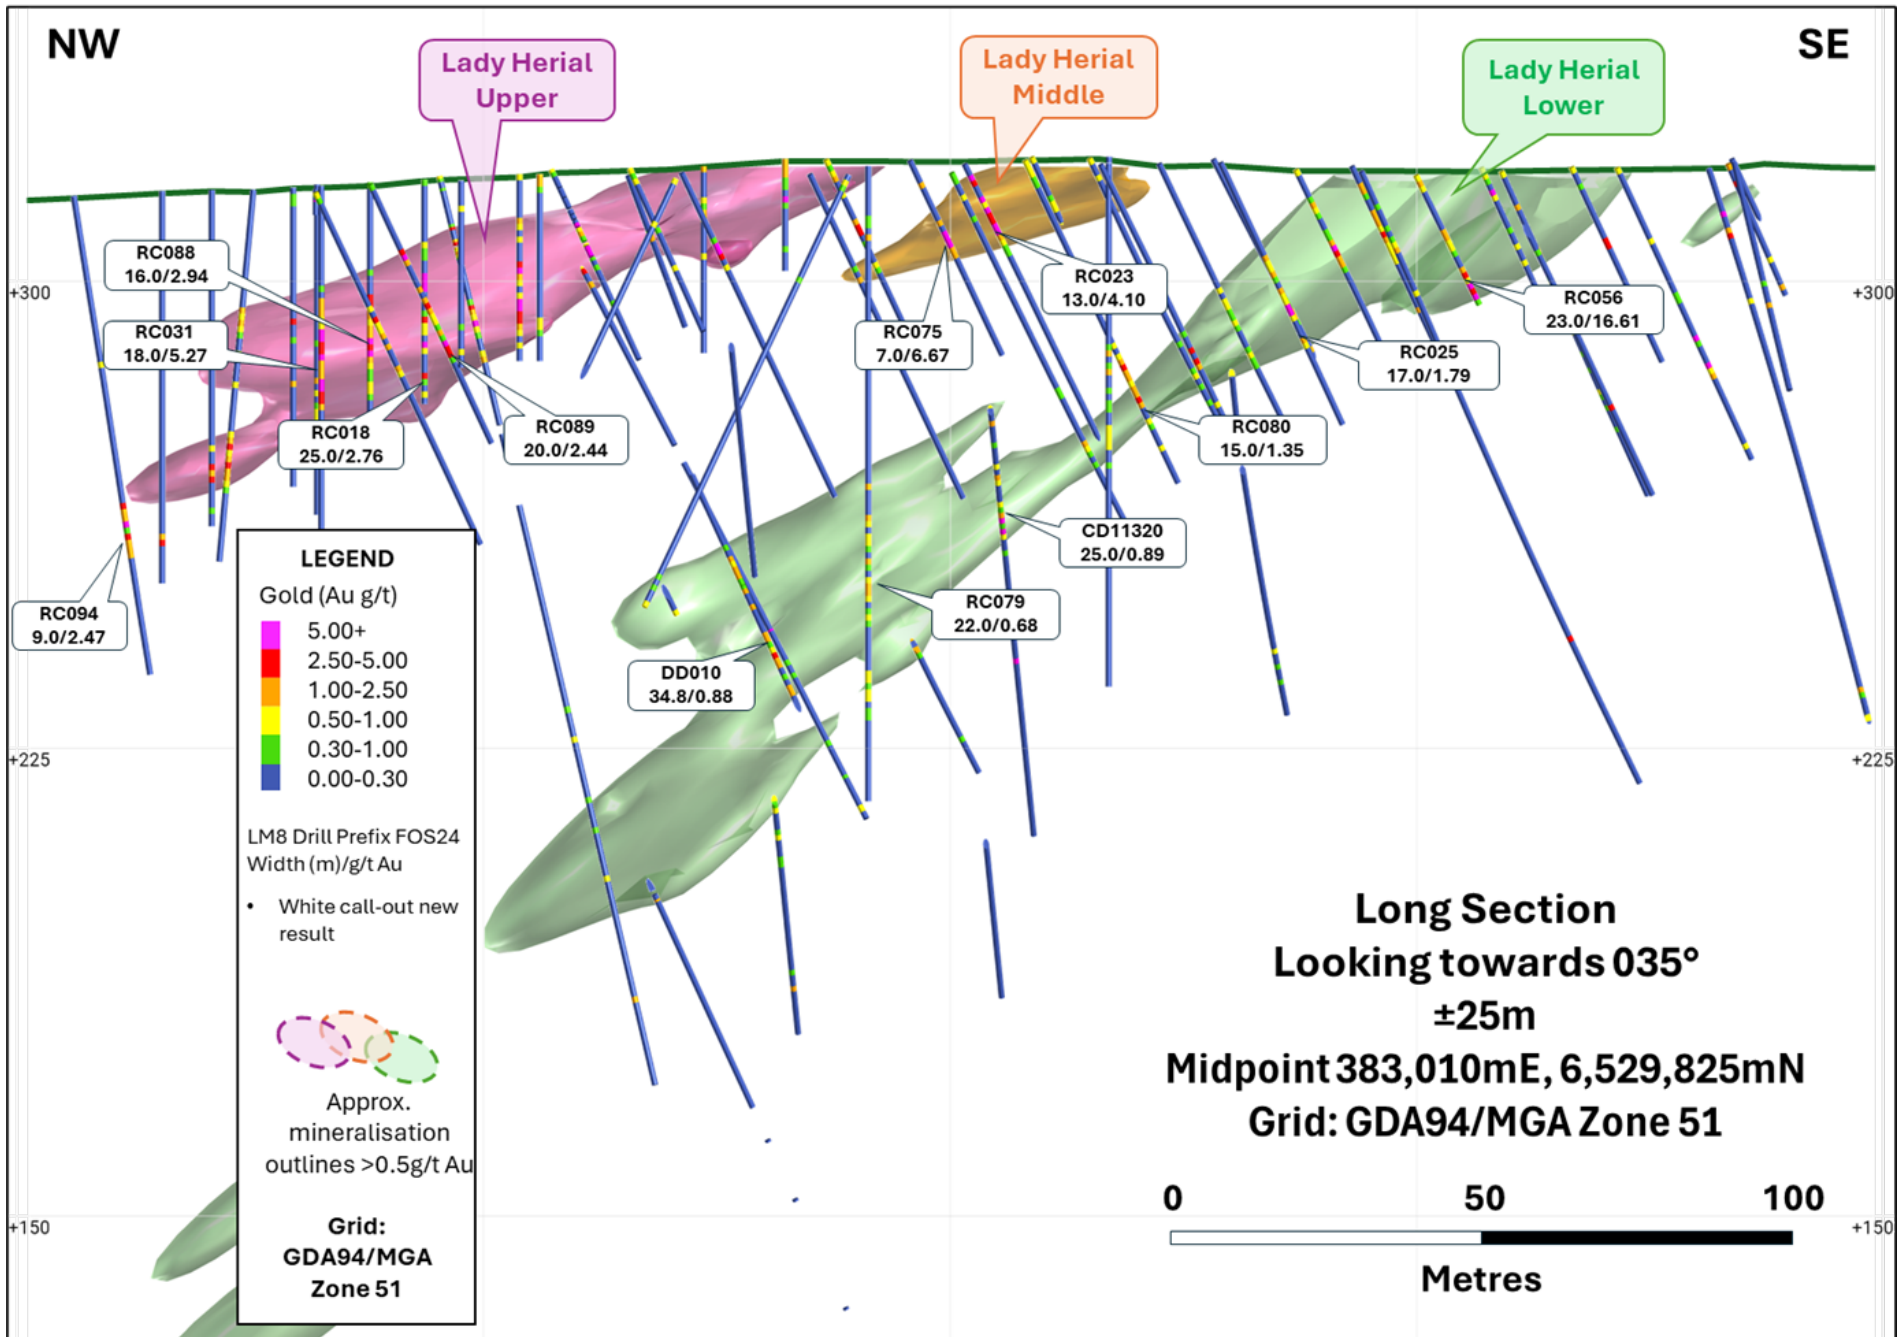 NW
SE
Lady Herial
Upper
Lady Herial
Middle
Lady Herial
Lower
+300
+300
RC088
16.0/2.94
RC031
18.0/5.27
RC018
25.0/2.76
RC089
20.0/2.44
RC075
7.0/6.67
RC023
13.0/4.10
RC056
23.0/16.61
RC025
17.0/1.79
RC080
15.0/1.35
CD11320
25.0/0.89
RC079
22.0/0.68
DD010
34.8/0.88
RC094
9.0/2.47
+225
+225
LEGEND
Gold (Au g/t)
5.00+
2.50-5.00
1.00-2.50
0.50-1.00
0.30-1.00
0.00-0.30
LM8 Drill Prefix FOS24
Width (m)/g/t Au
• White call-out new
result
Approx.
mineralisation
outlines >0.5g/t Au
Grid:
GDA94/MGA
Zone 51
Long Section
Looking towards 035°
±25m
Midpoint 383,010mE, 6,529,825mN
Grid: GDA94/MGA Zone 51
0 50 100
Metres
+150
+150